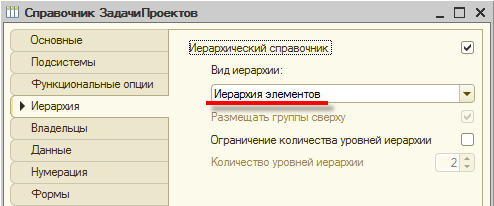 Справочник ЗадачиПроектов
Основные
Подсистемы
Функциональные опции
Иерархия
Владельцы
Данные
Нумерация
Формы
Иерархический справочник
Вид иерархии:
Иерархия элементов
Размещать группы сверху
Ограничение количества уровней иерархии
Количество уровней иерархии
2